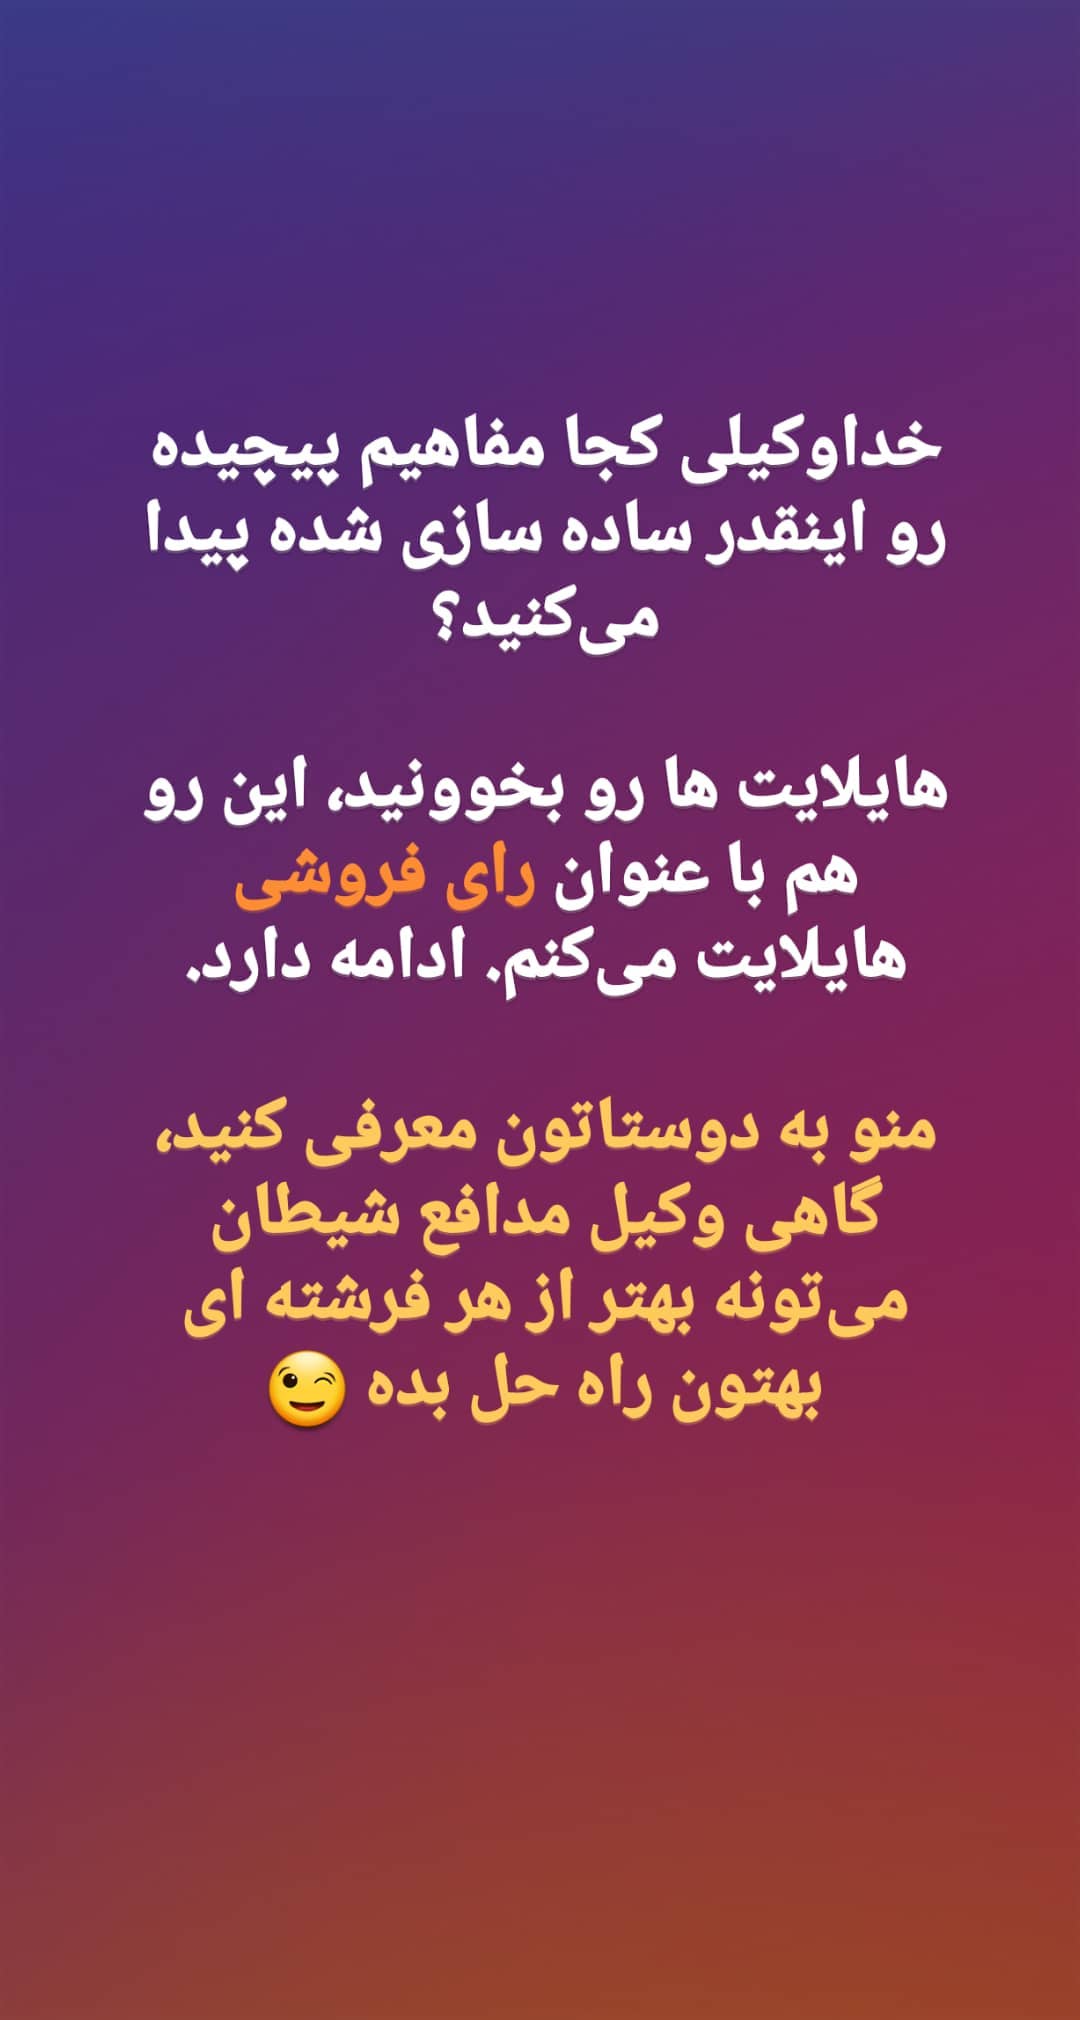 خداوکیلی کجا مفاهیم پیچیده
رو اینقدر ساده سازی شده پیدا
می‌کنید؟
هایلایت ها رو بخوونید، این رو
هم با عنوان رای فروشی
هایلایت می‌کنم. ادامه دارد.
منو به دوستاتون معرفی کنید،
گاهی وکیل مدافع شیطان
می‌تونه بهتر از هر فرشته ای
بهتون راه حل بده 😉